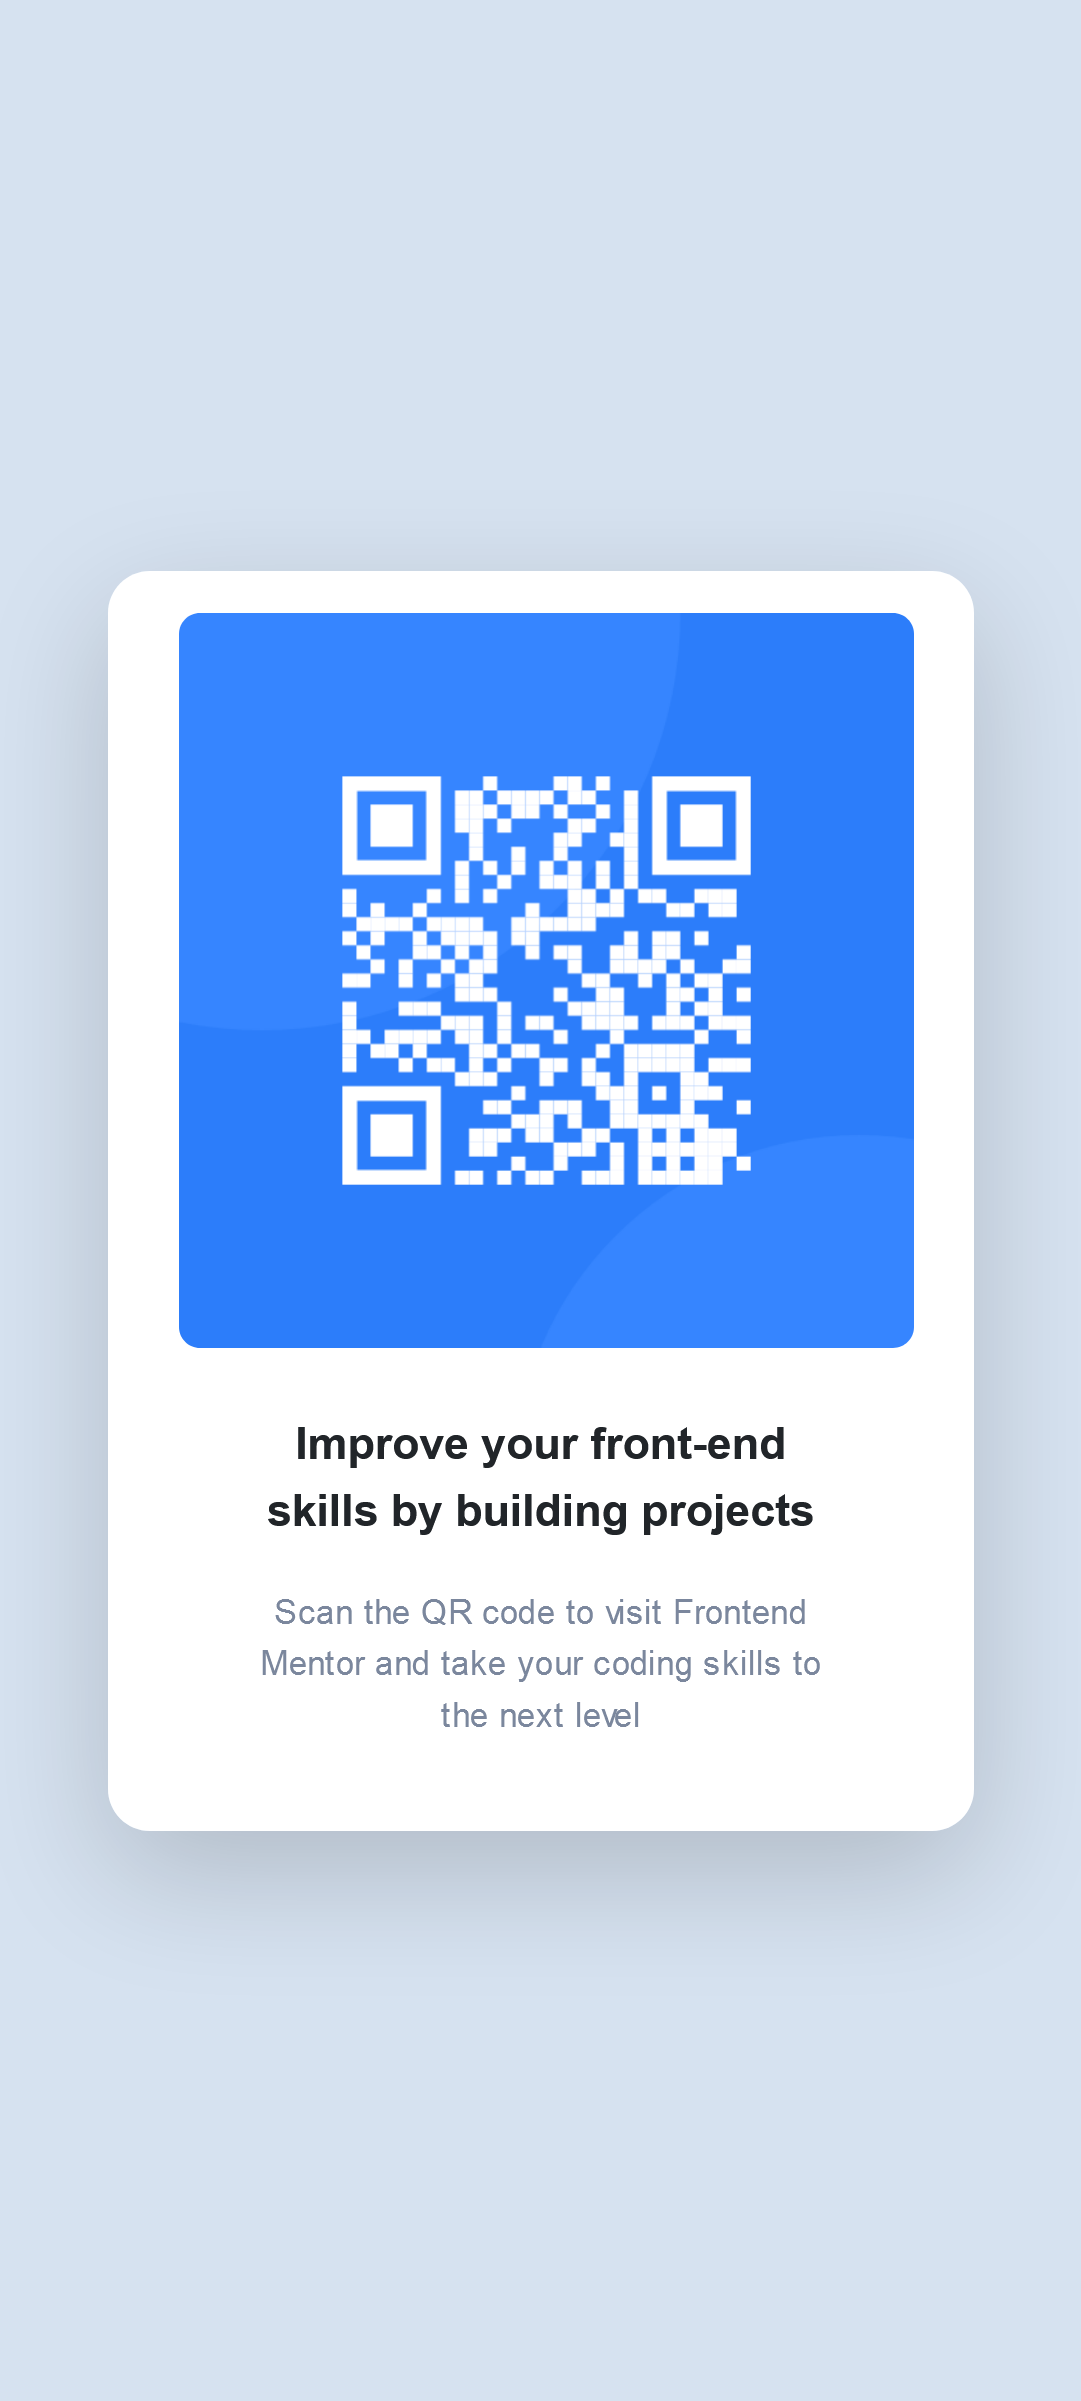 Improve your front-end
skills by building projects
Scan the QR code to visit Frontend
Mentor and take your coding skills to
the next level